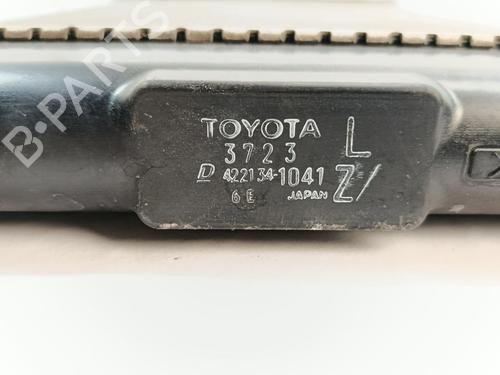 B-PARTS
TOYOTA
3723 L
D 422134-1041 Z/
6E JAPAN